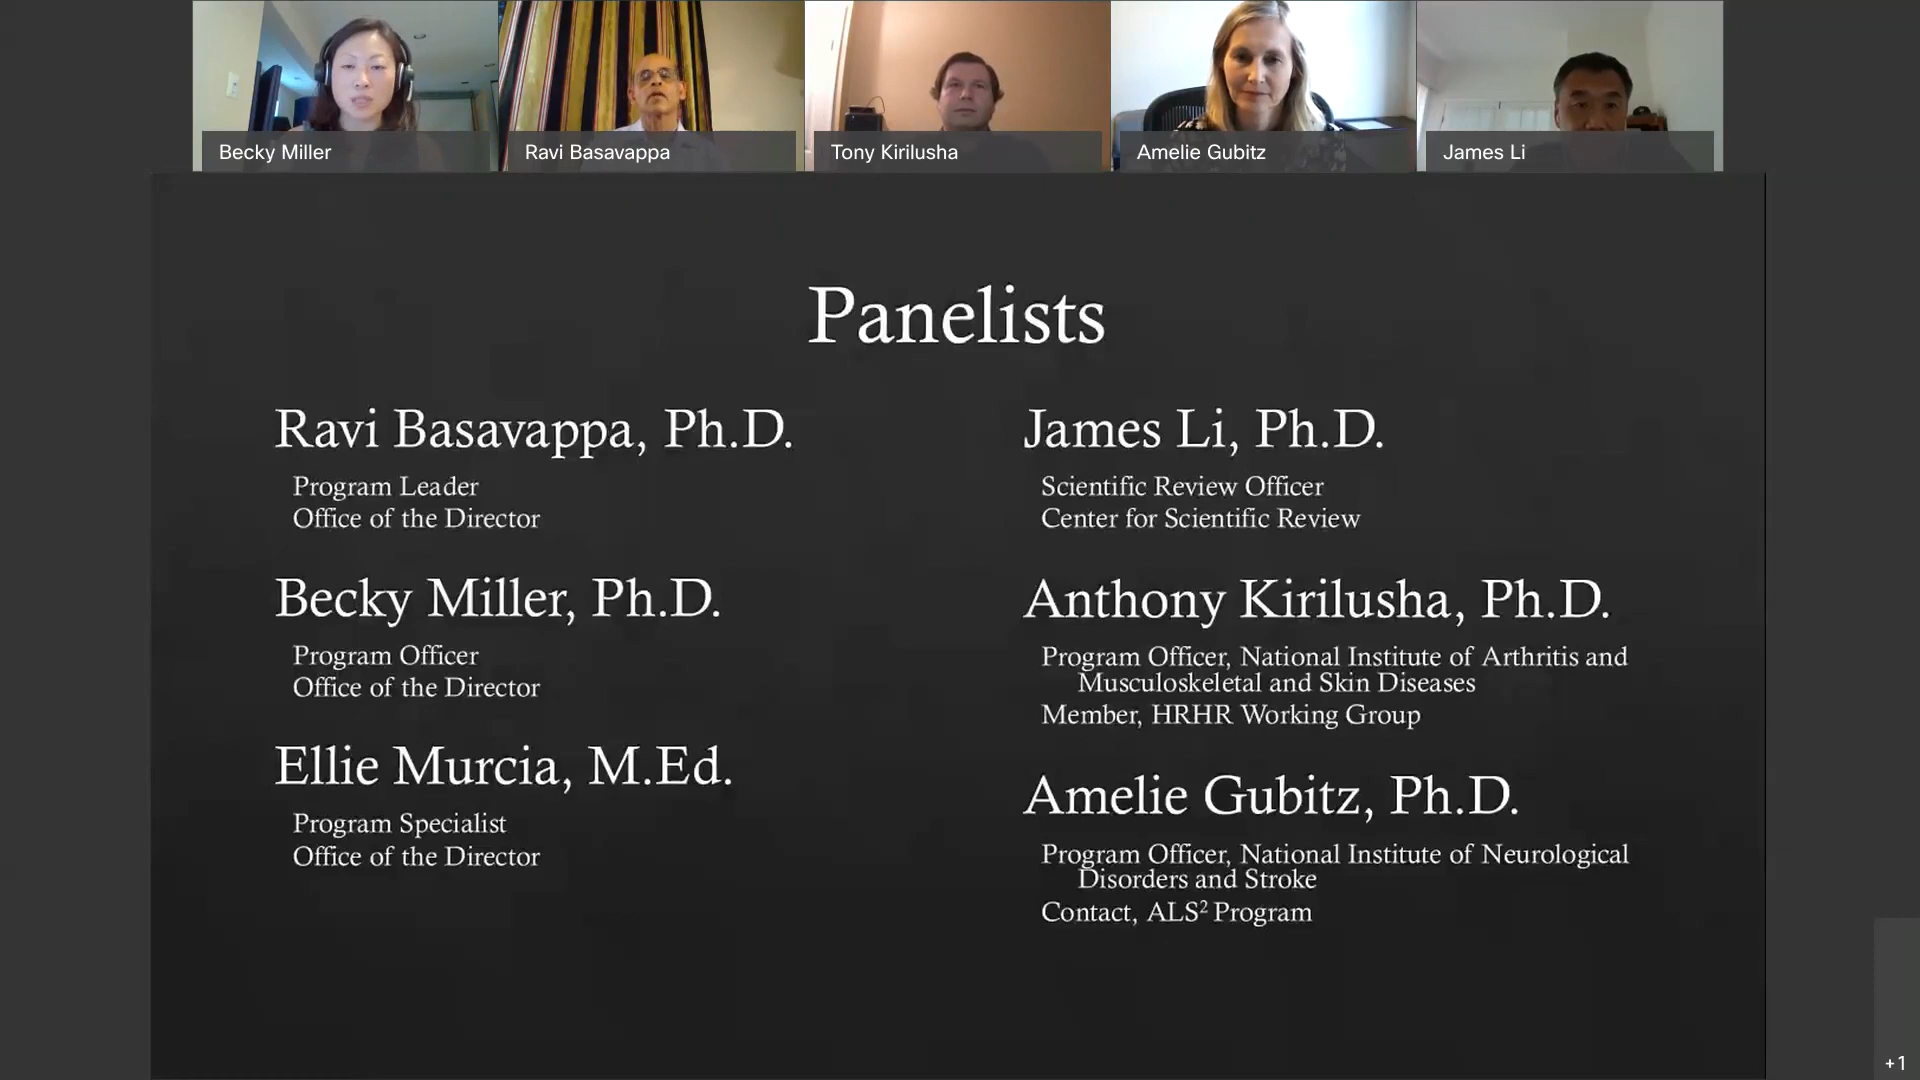 Becky Miller
Ravi Basavappa
Tony Kirilusha
Amelie Gubitz
James Li
Panelists
Ravi Basavappa, Ph.D.
Program Leader
Office of the Director
Becky Miller, Ph.D.
Program Officer
Office of the Director
Ellie Murcia, M.Ed.
Program Specialist
Office of the Director
James Li, Ph.D.
Scientific Review Officer
Center for Scientific Review
Anthony Kirilusha, Ph.D.
Program Officer, National Institute of Arthritis and
Musculoskeletal and Skin Diseases
Member, HRHR Working Group
Amelie Gubitz, Ph.D.
Program Officer, National Institute of Neurological
Disorders and Stroke
Contact, ALS² Program
+1